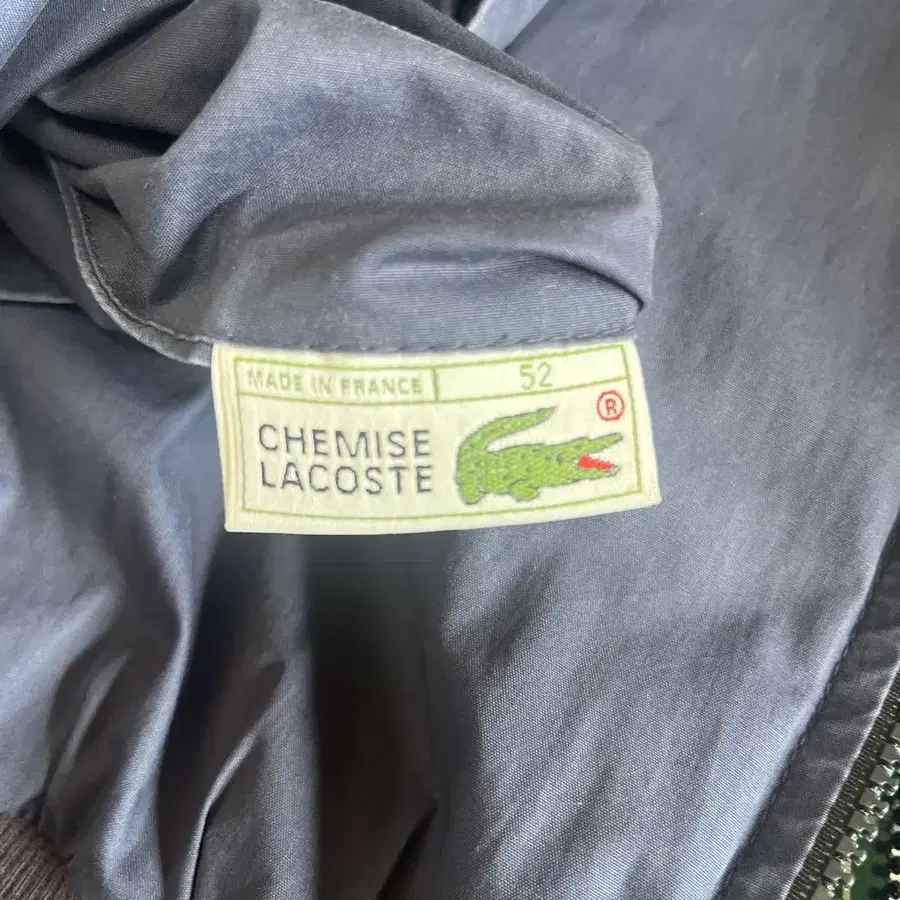 MADE IN FRANCE 52
®
CHEMISE
LACOSTE